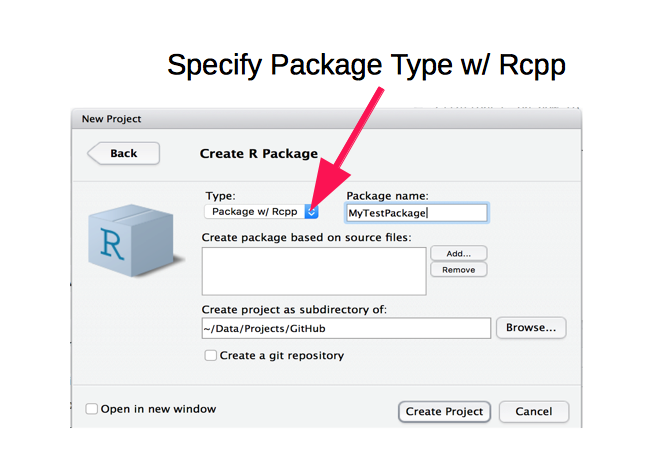 Specify Package Type w/ Rcpp
New Project
Back
Create R Package
Type:
Package name:
Package w/ Rcpp
MyTestPackage
Create package based on source files:
Add...
Remove
Create project as subdirectory of:
~/Data/Projects/GitHub
Browse...
Create a git repository
Open in new window
Create Project
Cancel
R